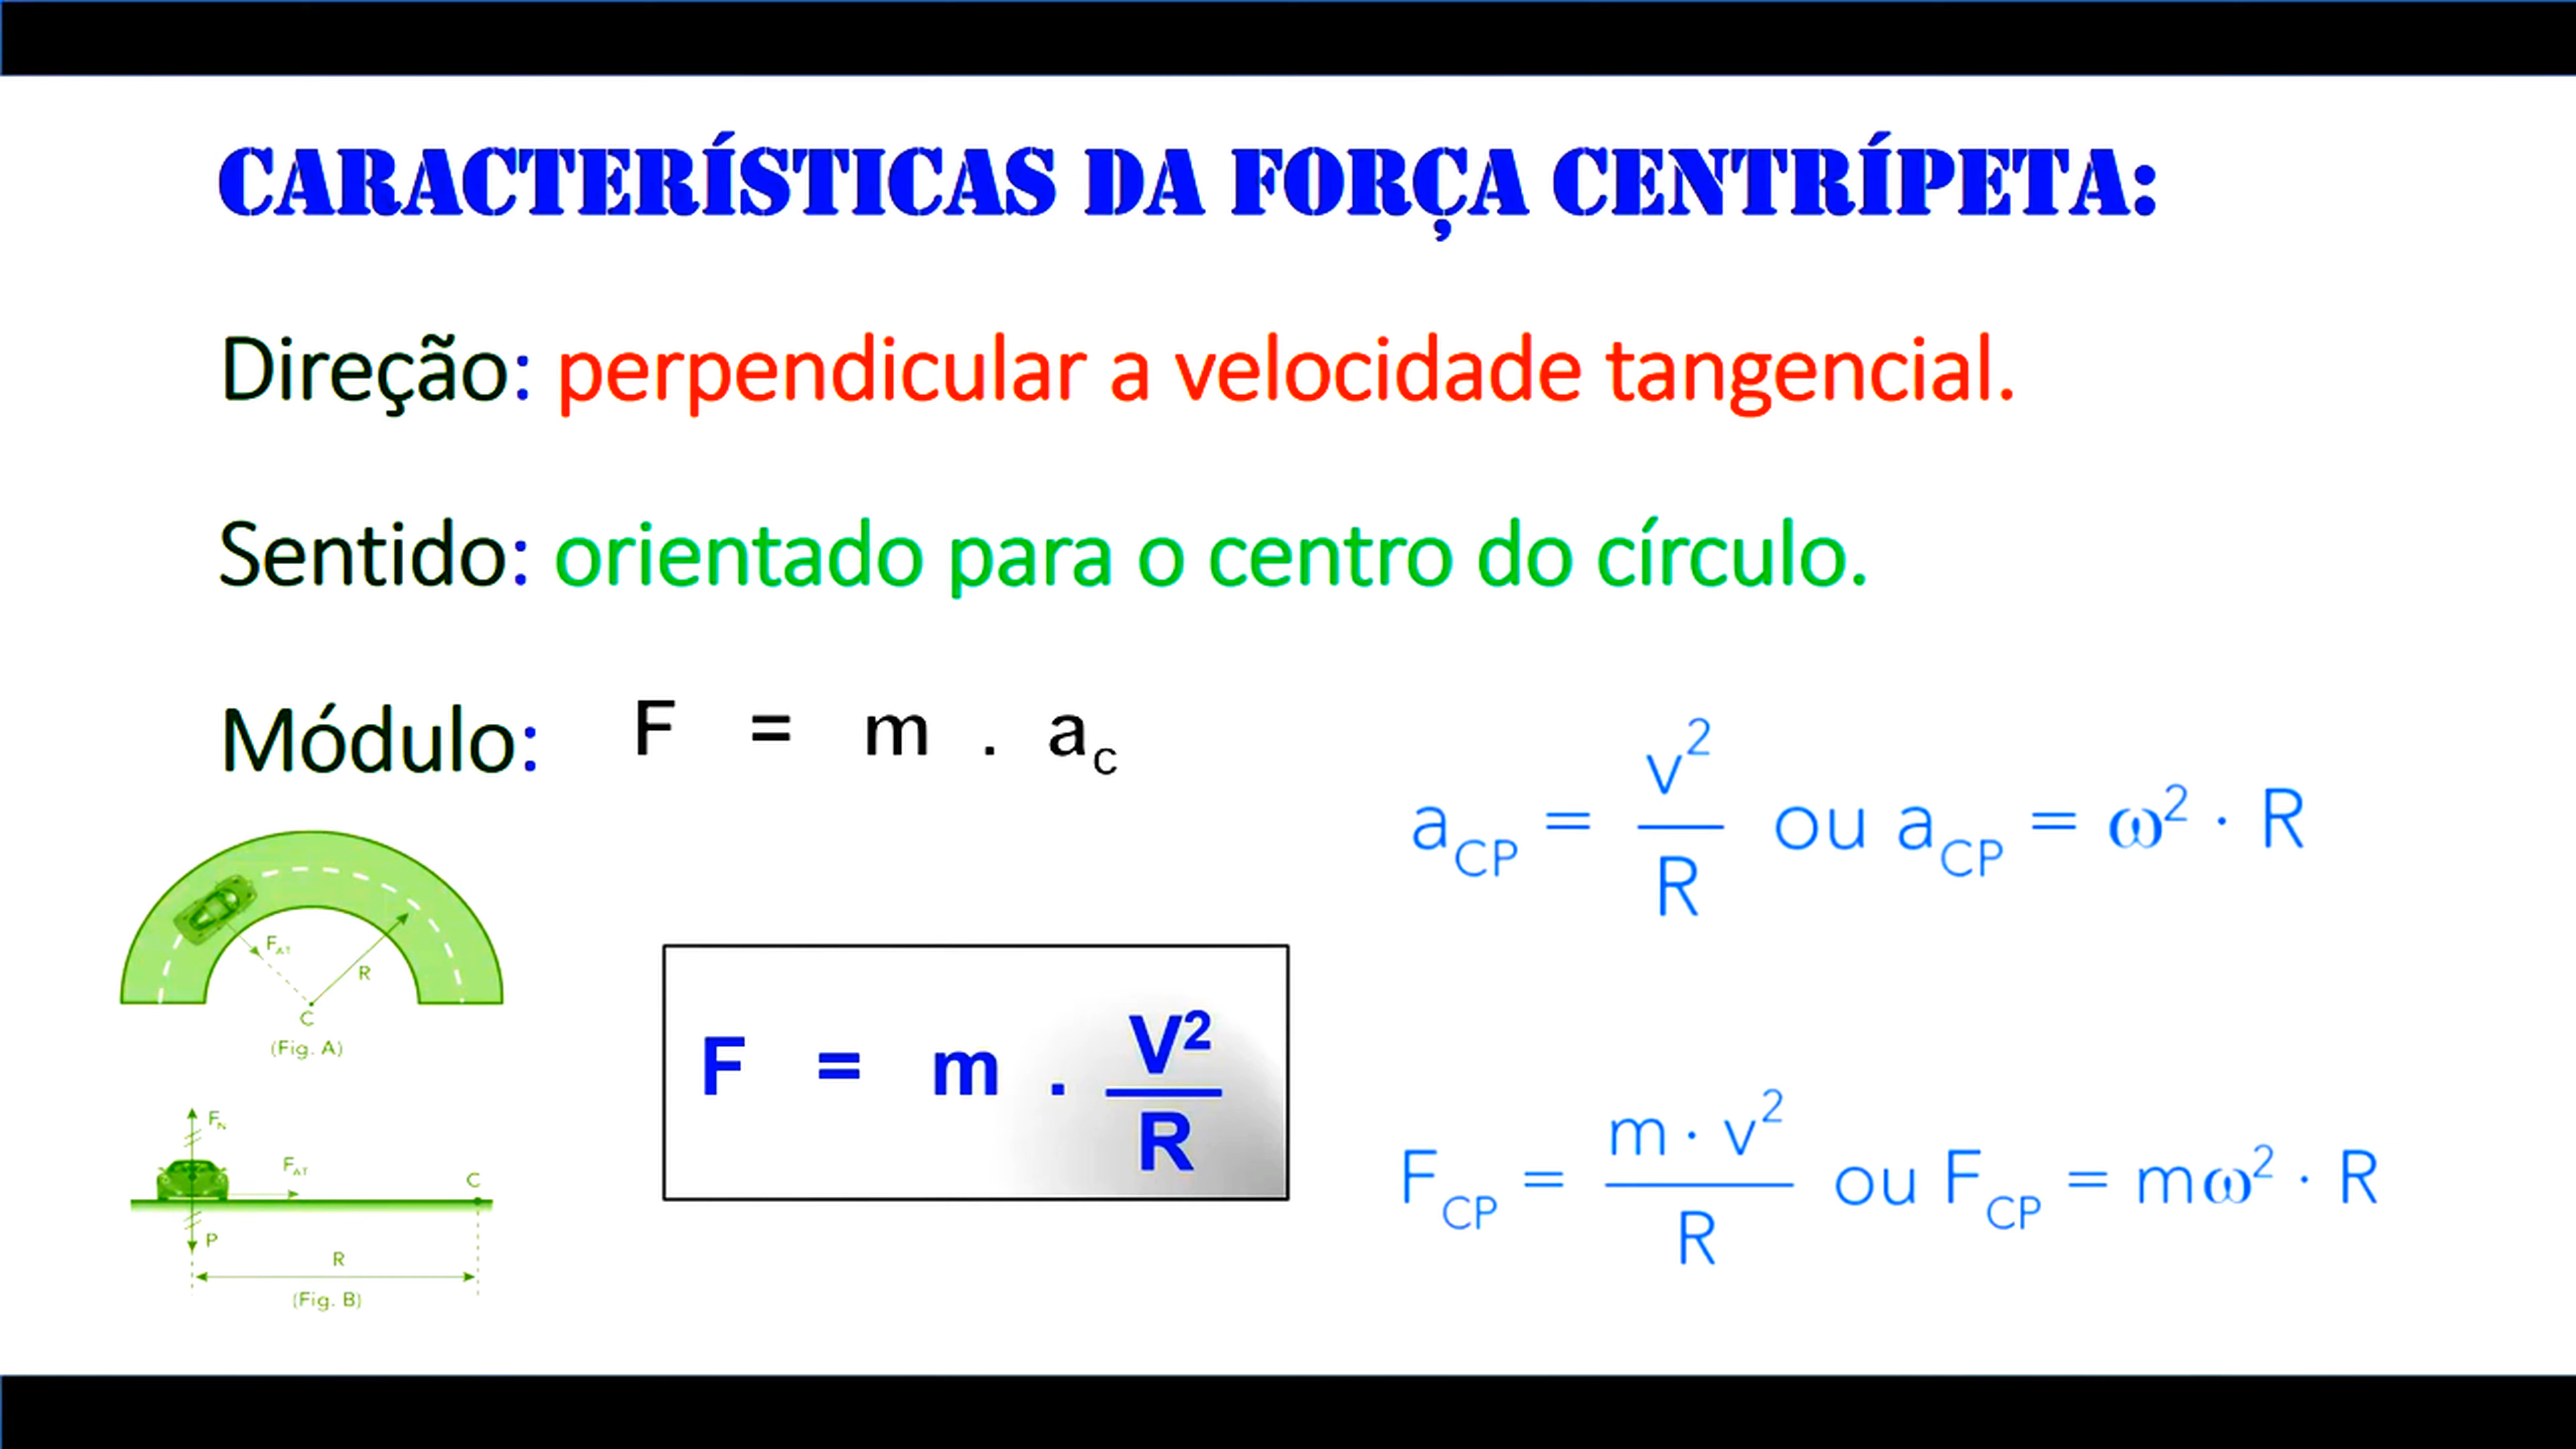 CARACTERÍSTICAS DA FORÇA CENTRÍPETA:
Direção: perpendicular a velocidade tangencial.
Sentido: orientado para o centro do círculo.
Módulo: F = m . a_c
a_CP = v²/R ou a_CP = ω² · R
F_AT
R
C
(Fig. A)
F = m . V²/R
F_CP = m · v²/R ou F_CP = mω² · R
F_N
F_AT
C
P
R
(Fig. B)